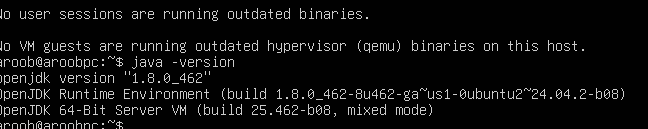 No user sessions are running outdated binaries.
No VM guests are running outdated hypervisor (qemu) binaries on this host.
aroob@aroobpc:~$ java -version
openjdk version "1.8.0_462"
OpenJDK Runtime Environment (build 1.8.0_462-8u462-ga~us1-0ubuntu2~24.04.2-b08)
OpenJDK 64-Bit Server VM (build 25.462-b08, mixed mode)
aroob@aroobpc:~$